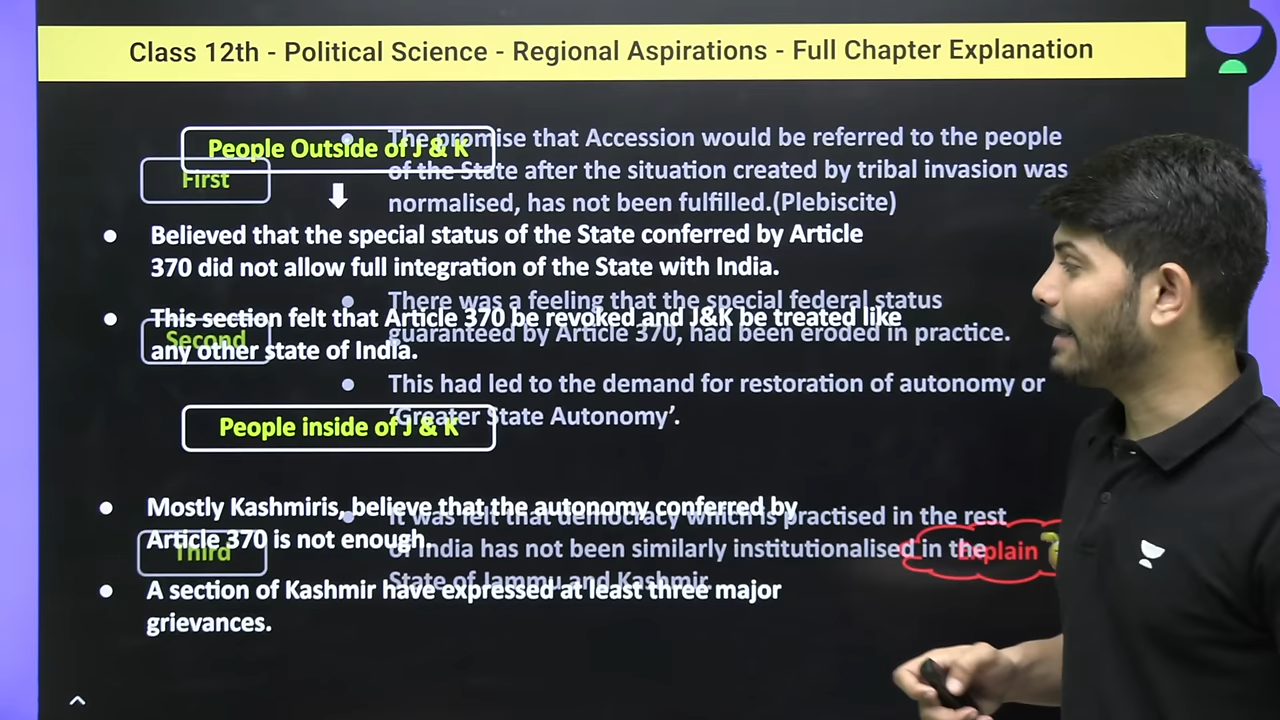 Class 12th - Political Science - Regional Aspirations - Full Chapter Explanation
People Outside of J & K
First
The promise that Accession would be referred to the people
of the State after the situation created by tribal invasion was
normalised, has not been fulfilled.(Plebiscite)
Believed that the special status of the State conferred by Article
370 did not allow full integration of the State with India.
This section felt that Article 370 be revoked and J&K be treated like
any other state of India.
Second
There was a feeling that the special federal status
guaranteed by Article 370, had been eroded in practice.
This had led to the demand for restoration of autonomy or
‘Greater State Autonomy’.
People inside of J & K
Mostly Kashmiris, believe that the autonomy conferred by
Article 370 is not enough.
Third
It was felt that democracy which is practised in the rest
of India has not been similarly institutionalised in the
State of Jammu and Kashmir.
Explain
A section of Kashmir have expressed at least three major
grievances.